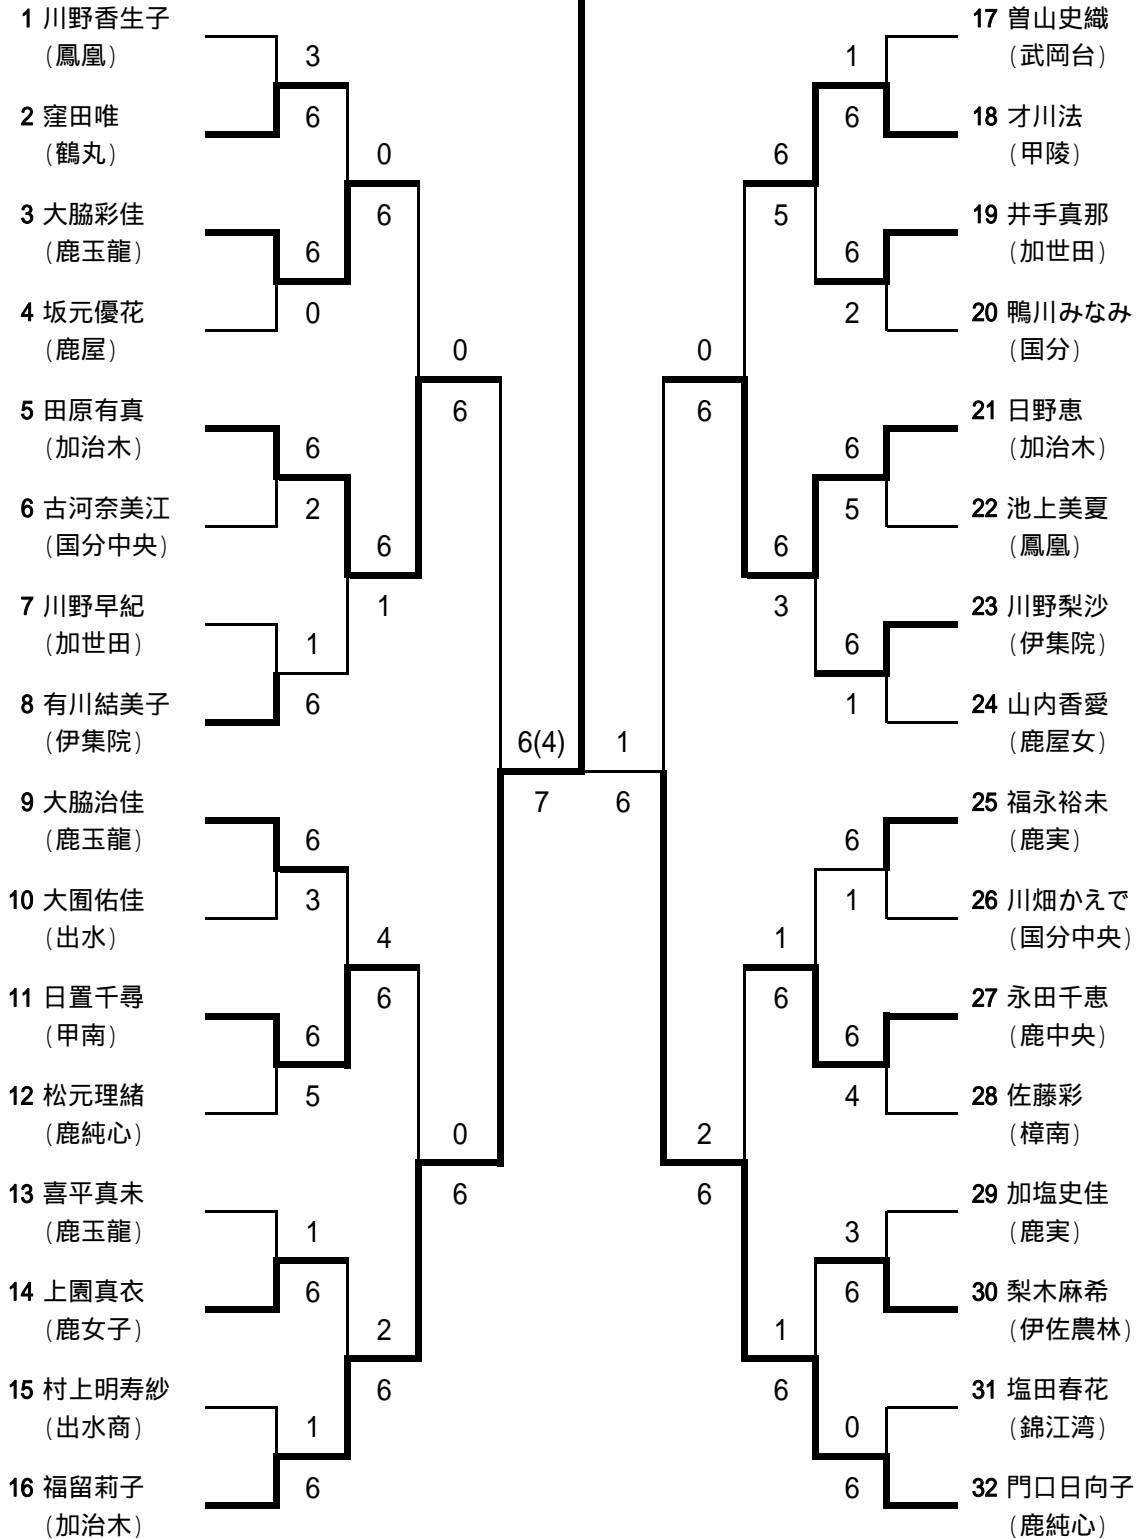 1 川野香生子
(鳳凰)
2 窪田唯
(鶴丸)
3 大脇彩佳
(鹿玉龍)
4 坂元優花
(鹿屋)
5 田原有真
(加治木)
6 古河奈美江
(国分中央)
7 川野早紀
(加世田)
8 有川結美子
(伊集院)
9 大脇治佳
(鹿玉龍)
10 大囿佑佳
(出水)
11 日置千尋
(甲南)
12 松元理緒
(鹿純心)
13 喜平真未
(鹿玉龍)
14 上園真衣
(鹿女子)
15 村上明寿紗
(出水商)
16 福留莉子
(加治木)
3
6
6
0
6
2
1
6
6
3
6
5
1
6
1
6
0
6
6
1
4
6
2
6
0
6
0
6
6(4)
7
1
6
0
6
2
6
6
5
6
3
1
6
1
6
1
6
6
2
6
5
6
1
6
1
6
4
3
6
0
6
17 曽山史織
(武岡台)
18 才川法
(甲陵)
19 井手真那
(加世田)
20 鴨川みなみ
(国分)
21 日野恵
(加治木)
22 池上美夏
(鳳凰)
23 川野梨沙
(伊集院)
24 山内香愛
(鹿屋女)
25 福永裕未
(鹿実)
26 川畑かえで
(国分中央)
27 永田千恵
(鹿中央)
28 佐藤彩
(樟南)
29 加塩史佳
(鹿実)
30 梨木麻希
(伊佐農林)
31 塩田春花
(錦江湾)
32 門口日向子
(鹿純心)